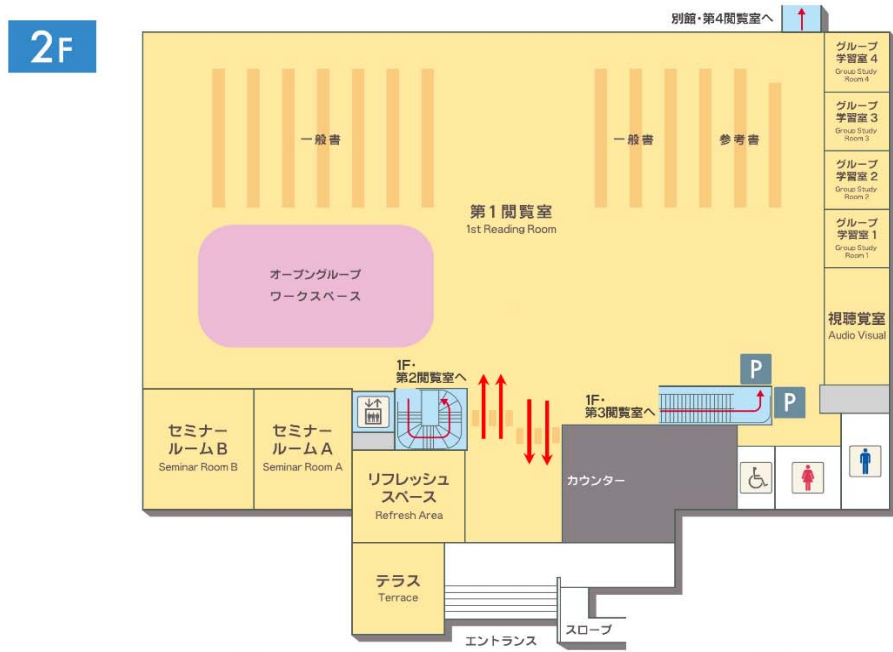 2F
別館・第4閲覧室へ
グループ
学習室 4
Group Study
Room 4
グループ
学習室 3
Group Study
Room 3
グループ
学習室 2
Group Study
Room 2
グループ
学習室 1
Group Study
Room 1
一般書
一般書
参考書
第1閲覧室
1st Reading Room
オープングループ
ワークスペース
視聴覚室
Audio Visual
1F・
第2閲覧室へ
1F・
第3閲覧室へ
P
P
セミナー
ルーム B
Seminar Room B
セミナー
ルーム A
Seminar Room A
リフレッシュ
スペース
Refresh Area
カウンター
テラス
Terrace
エントランス
スロープ